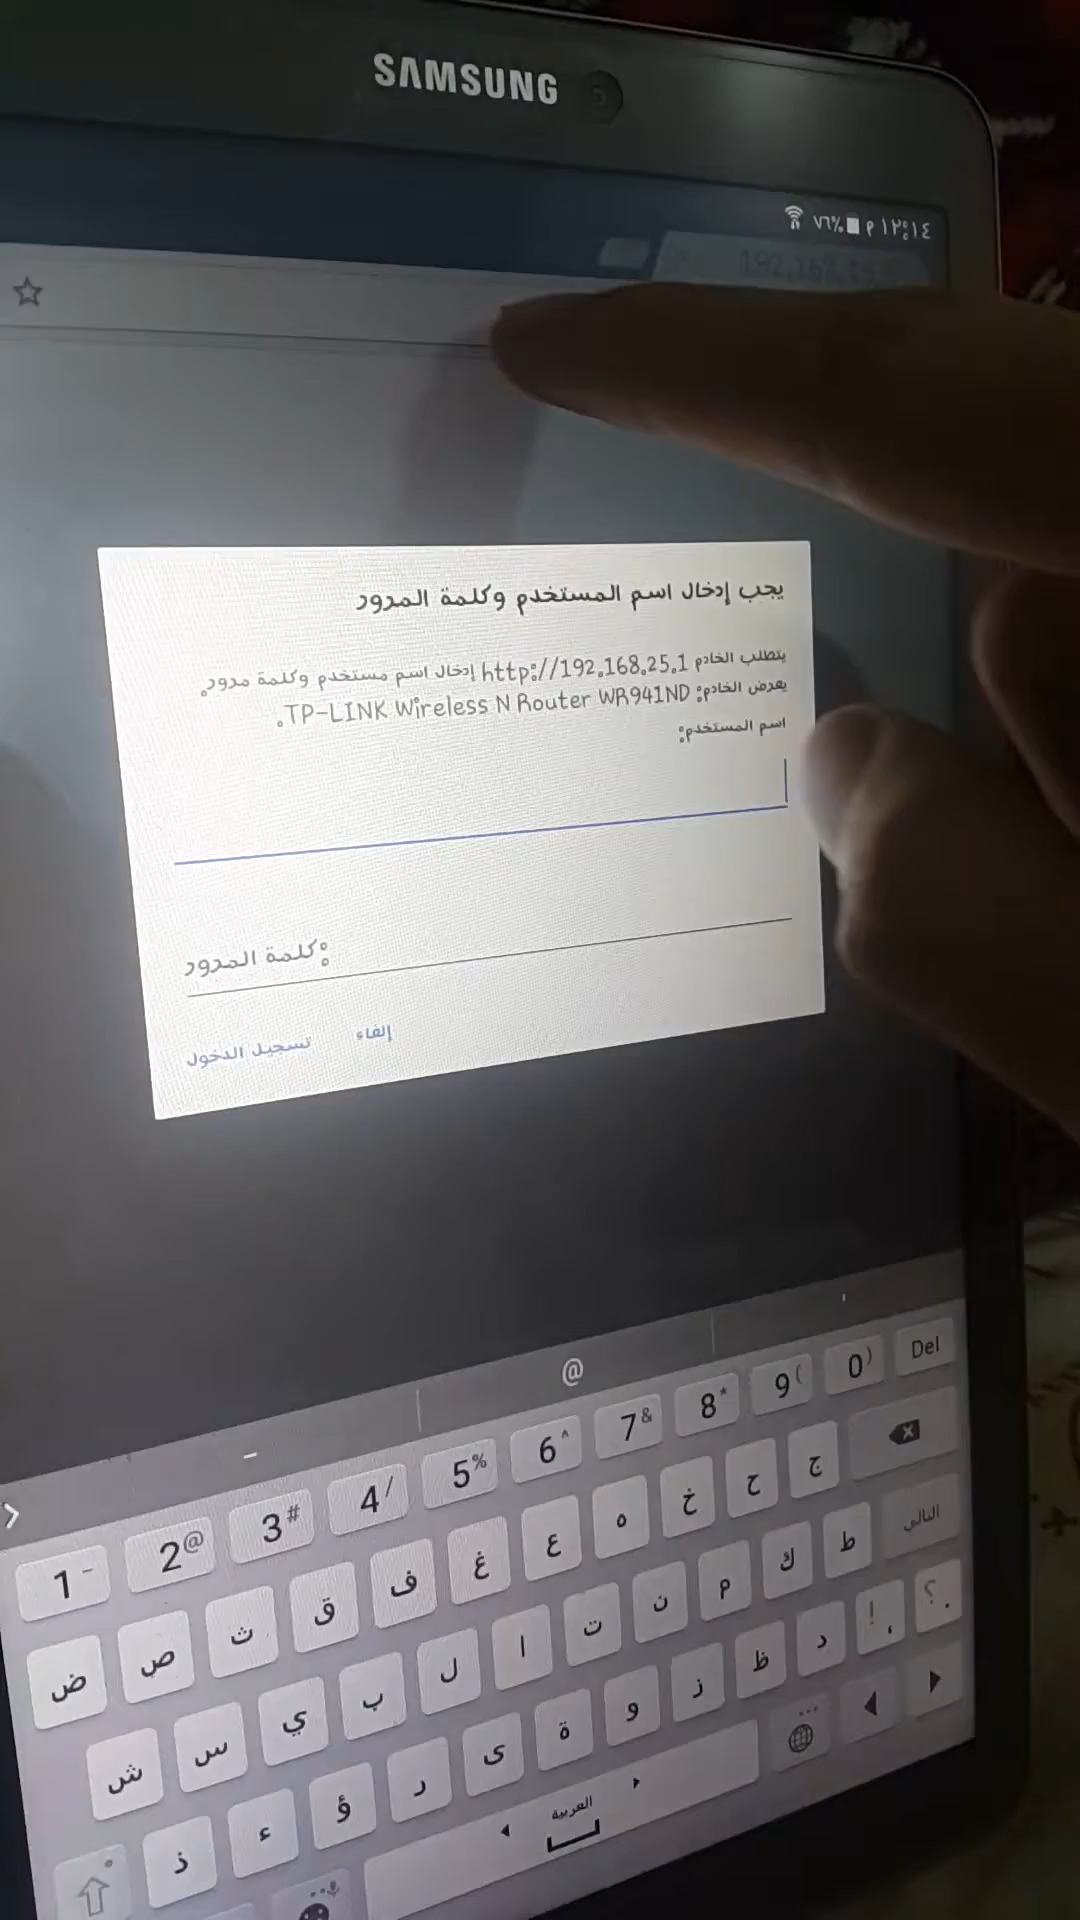 SAMSUNG
١٢:١٤ م ٧٦%
يجب إدخال اسم المستخدم وكلمة المرور
يتطلب الخادم http://192.168.25.1 إدخال اسم مستخدم وكلمة مرور.
يعرض الخادم: TP-LINK Wireless N Router WR941ND.
اسم المستخدم:
كلمة المرور:
إلغاء تسجيل الدخول
- @ '
1 - 2 @ 3 # 4 / 5 % 6 ^ 7 & 8 * 9 ( 0 ) Del
ض ص ث ق ف غ ع ه خ ح ج
ش س ي ب ل ا ت ن م ك ط التالي
ذ ء ؤ ر ى ة و ز ظ د ! ، ؟ .
العربية